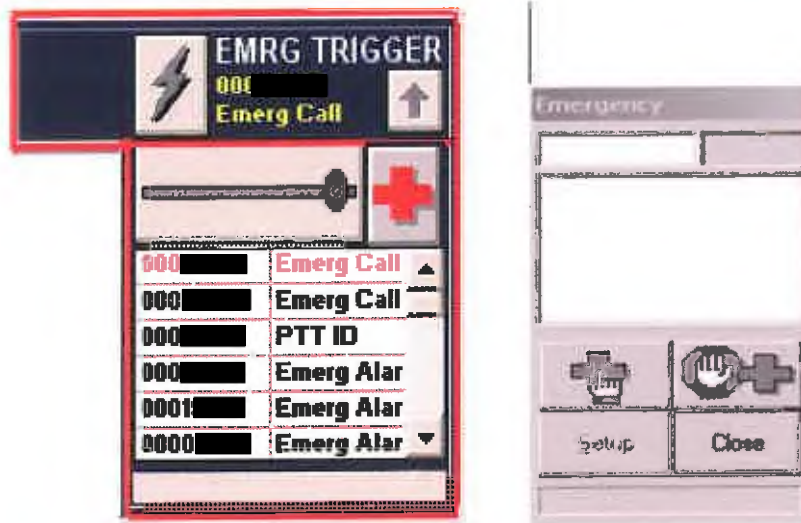 EMRG TRIGGER
000
Emerg Call
000 Emerg Call
000 Emerg Call
000 PTT ID
000 Emerg Alar
0001 Emerg Alar
0000 Emerg Alar
Emergency
Setup Close